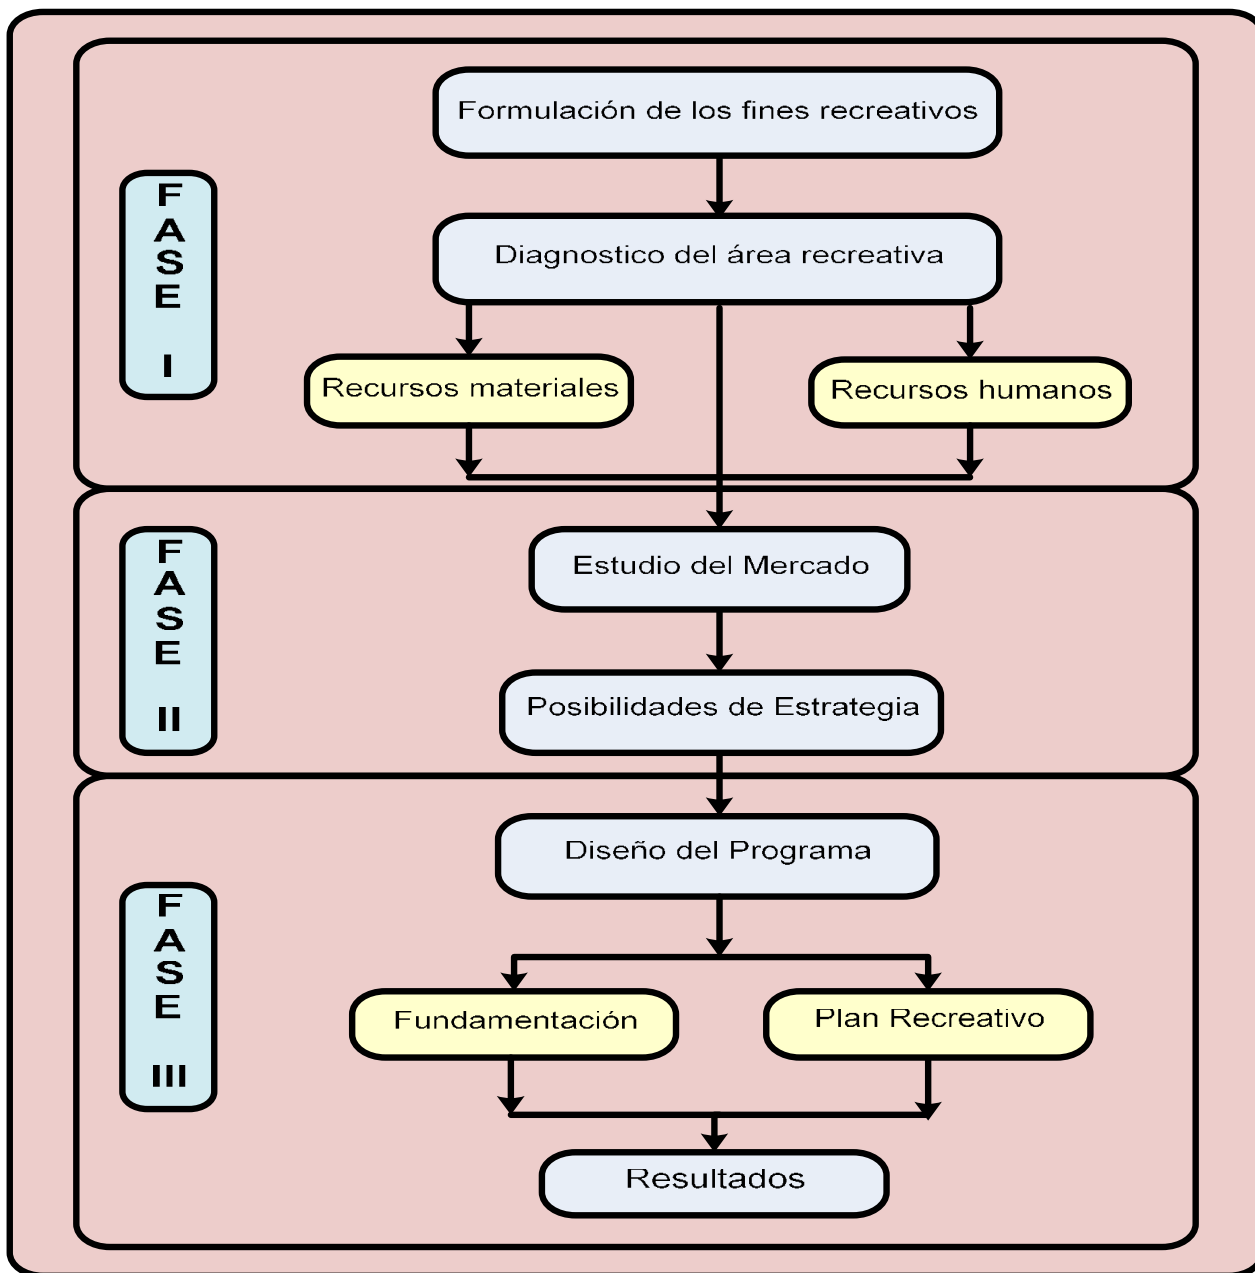 FASE I
Formulación de los fines recreativos
Diagnostico del área recreativa
Recursos materiales
Recursos humanos
FASE II
Estudio del Mercado
Posibilidades de Estrategia
FASE III
Diseño del Programa
Fundamentación
Plan Recreativo
Resultados